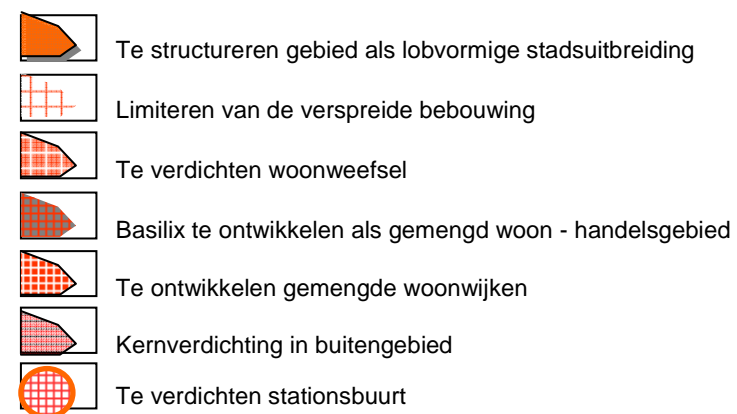 Te structureren gebied als lobvormige stadsuitbreiding
Limiteren van de verspreide bebouwing
Te verdichten woonweefsel
Basilix te ontwikkelen als gemengd woon - handelsgebied
Te ontwikkelen gemengde woonwijken
Kernverdichting in buitengebied
Te verdichten stationsbuurt